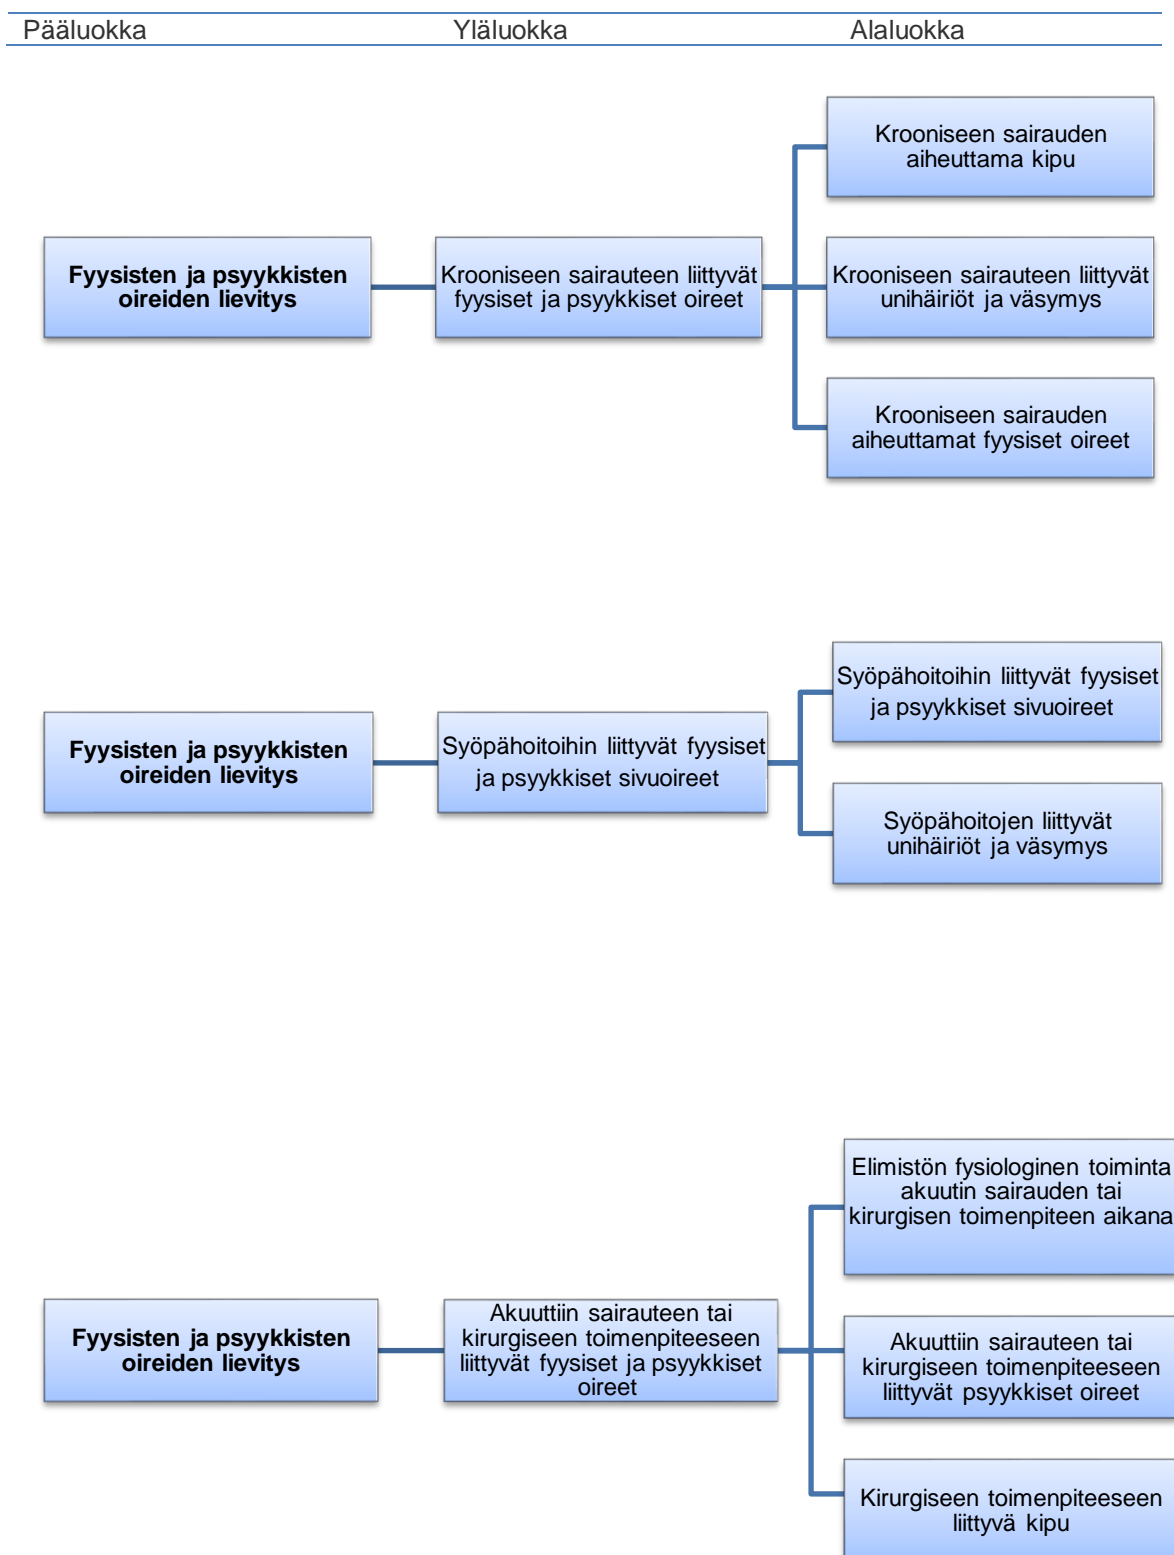 Pääluokka Yläluokka Alaluokka
Krooniseen sairauden
aiheuttama kipu
Fyysisten ja psyykkisten
oireiden lievitys
Krooniseen sairauteen liittyvät
fyysiset ja psyykkiset oireet
Krooniseen sairauteen liittyvät
unihäiriöt ja väsymys
Krooniseen sairauden
aiheuttamat fyysiset oireet
Syöpähoitoihin liittyvät fyysiset
ja psyykkiset sivuoireet
Fyysisten ja psyykkisten
oireiden lievitys
Syöpähoitoihin liittyvät fyysiset
ja psyykkiset sivuoireet
Syöpähoitojen liittyvät
unihäiriöt ja väsymys
Elimistön fysiologinen toiminta
akuutin sairauden tai
kirurgisen toimenpiteen aikana
Fyysisten ja psyykkisten
oireiden lievitys
Akuuttiin sairauteen tai
kirurgiseen toimenpiteeseen
liittyvät fyysiset ja psyykkiset
oireet
Akuuttiin sairauteen tai
kirurgiseen toimenpiteeseen
liittyvät psyykkiset oireet
Kirurgiseen toimenpiteeseen
liittyvä kipu